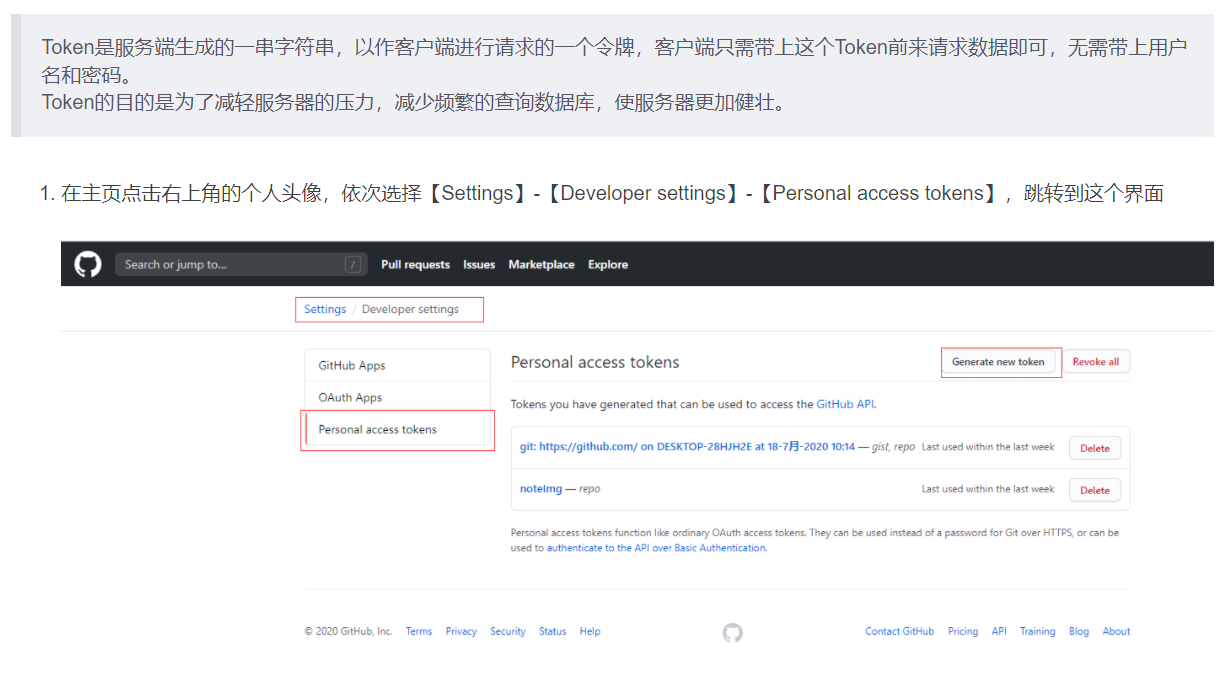 Token是服务端生成的一串字符串，以作客户端进行请求的一个令牌，客户端只需带上这个Token前来请求数据即可，无需带上用户
名和密码。
Token的目的是为了减轻服务器的压力，减少频繁的查询数据库，使服务器更加健壮。
1. 在主页点击右上角的个人头像，依次选择【Settings】-【Developer settings】-【Personal access tokens】，跳转到这个界面
Search or jump to... / Pull requests Issues Marketplace Explore
Settings / Developer settings
GitHub Apps
OAuth Apps
Personal access tokens
Personal access tokens Generate new token Revoke all
Tokens you have generated that can be used to access the GitHub API.
git: https://github.com/ on DESKTOP-28HJH2E at 18-7月-2020 10:14 — gist, repo Last used within the last week Delete
noteImg — repo Last used within the last week Delete
Personal access tokens function like ordinary OAuth access tokens. They can be used instead of a password for Git over HTTPS, or can be
used to authenticate to the API over Basic Authentication.
© 2020 GitHub, Inc. Terms Privacy Security Status Help Contact GitHub Pricing API Training Blog About